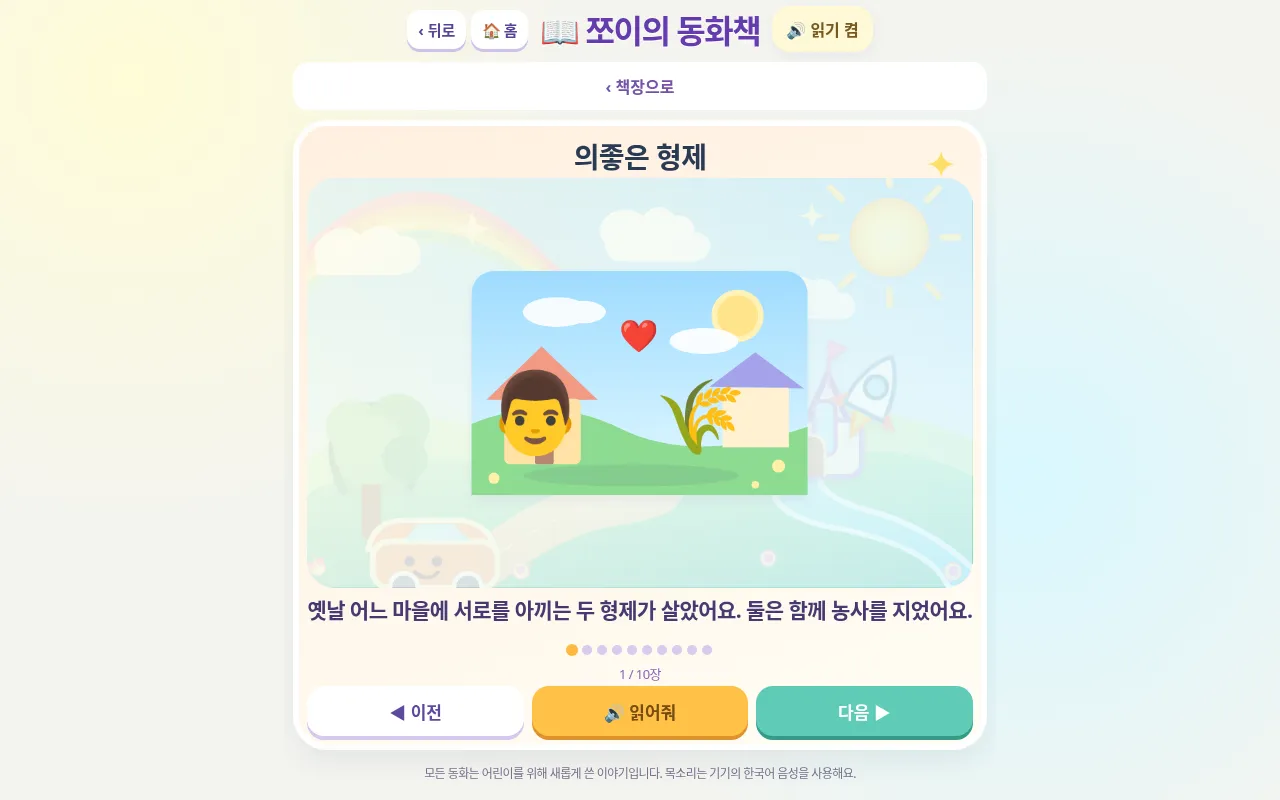 ‹ 뒤로
🏠 홈
📖 쪼이의 동화책
🔊 읽기 켬
‹ 책장으로
의좋은 형제
옛날 어느 마을에 서로를 아끼는 두 형제가 살았어요. 둘은 함께 농사를 지었어요.
1 / 10장
◀ 이전
🔊 읽어줘
다음 ▶
모든 동화는 어린이를 위해 새롭게 쓴 이야기입니다. 목소리는 기기의 한국어 음성을 사용해요.